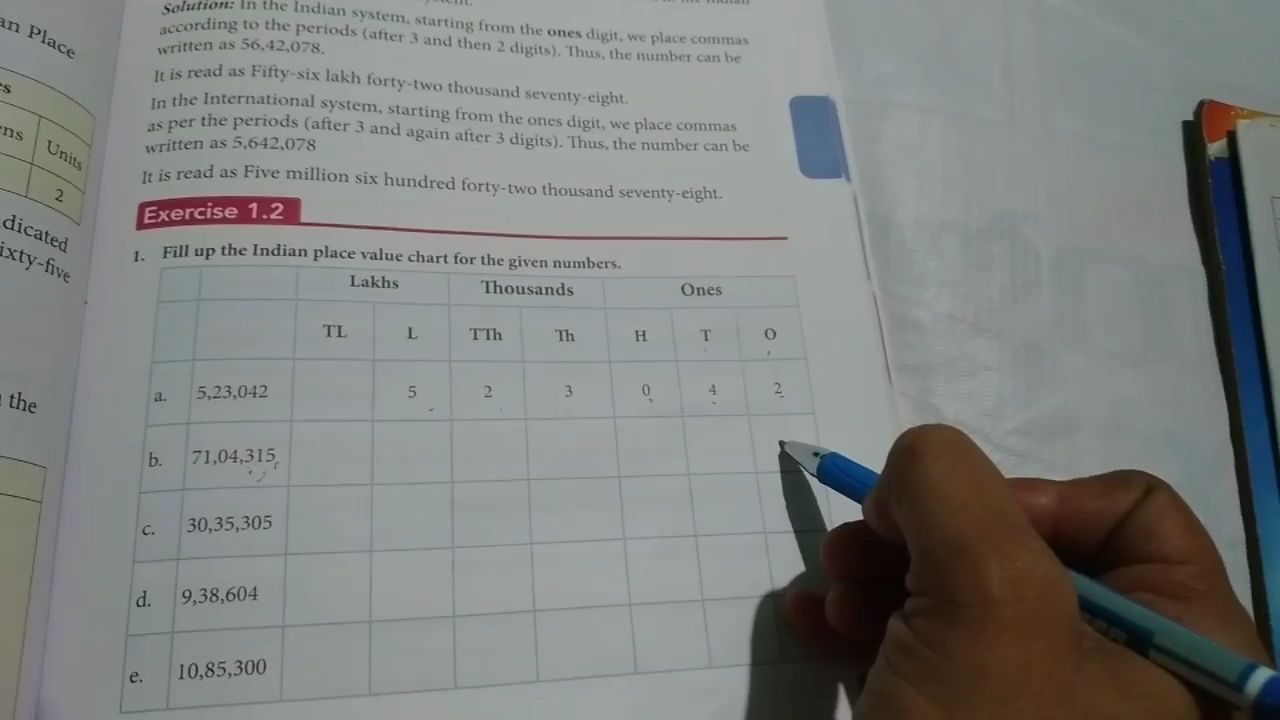 an Place
s
ns Units
2
dicated
ixty-five
the
Solution: In the Indian system, starting from the ones digit, we place commas
according to the periods (after 3 and then 2 digits). Thus, the number can be
written as 56,42,078.
It is read as Fifty-six lakh forty-two thousand seventy-eight.
In the International system, starting from the ones digit, we place commas
as per the periods (after 3 and again after 3 digits). Thus, the number can be
written as 5,642,078
It is read as Five million six hundred forty-two thousand seventy-eight.
Exercise 1.2
1. Fill up the Indian place value chart for the given numbers.
Lakhs Thousands Ones
TL L TTh Th H T O
a. 5,23,042 5 2 3 0 4 2
b. 71,04,315
c. 30,35,305
d. 9,38,604
e. 10,85,300